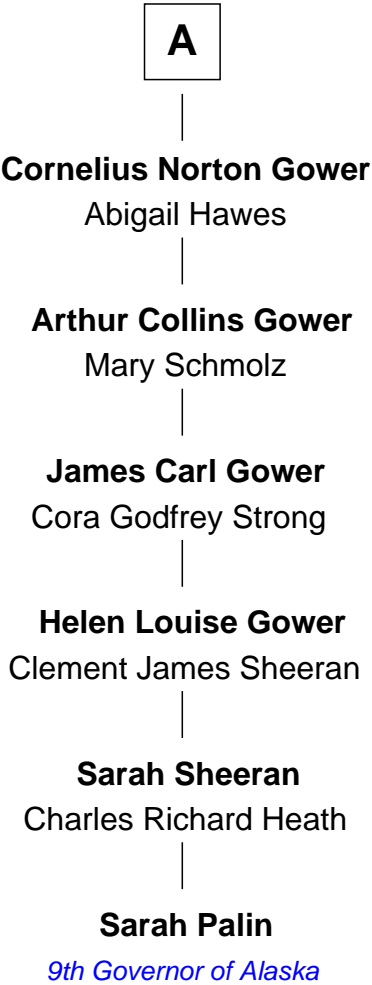 A
Cornelius Norton Gower
Abigail Hawes
Arthur Collins Gower
Mary Schmolz
James Carl Gower
Cora Godfrey Strong
Helen Louise Gower
Clement James Sheeran
Sarah Sheeran
Charles Richard Heath
Sarah Palin
9th Governor of Alaska